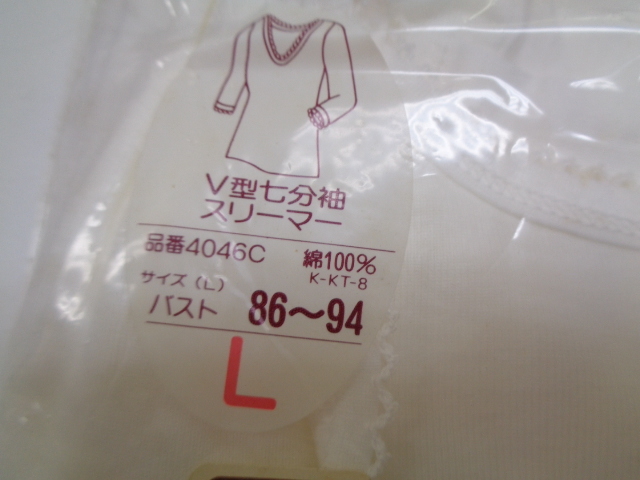 V型七分袖
スリーマー
品番4046C 綿100%
K-KT-8
サイズ(L)
バスト 86〜94
L